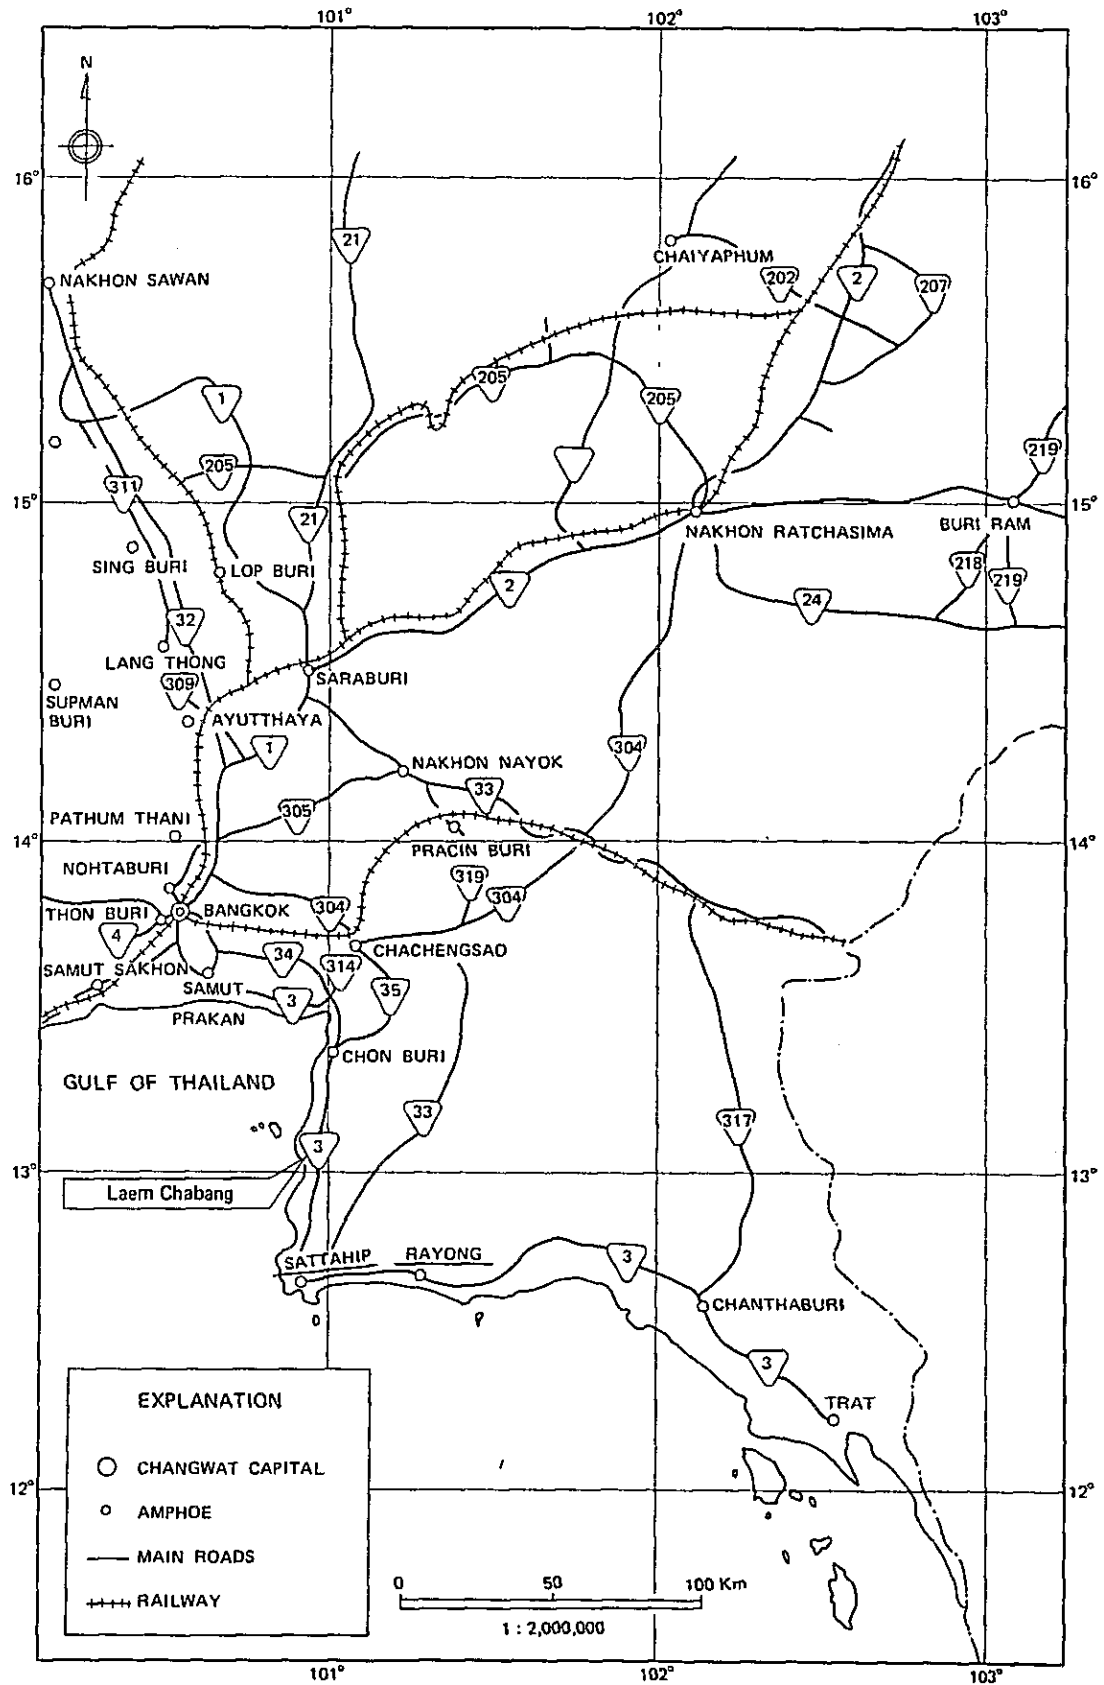 101°
102°
103°
N
16°
16°
21
CHAIYAPHUM
NAKHON SAWAN
202
2
207
205
1
205
219
205
311
15°
15°
21
NAKHON RATCHASIMA
BURI RAM
SING BURI
LOP BURI
2
218
219
24
32
LANG THONG
SARABURI
309
SUPMAN
BURI
AYUTTHAYA
1
304
NAKHON NAYOK
33
305
PATHUM THANI
14°
14°
PRACIN BURI
NOHTABURI
319
304
304
THON BURI
BANGKOK
4
CHACHENGSAO
34
314
SAMUT SAKHON
SAMUT
PRAKAN
3
35
CHON BURI
GULF OF THAILAND
33
317
3
13°
13°
Laem Chabang
SATTAHIP
RAYONG
3
CHANTHABURI
3
TRAT
EXPLANATION
CHANGWAT CAPITAL
AMPHOE
MAIN ROADS
RAILWAY
12°
12°
0 50 100 Km
1 : 2,000,000
101°
102°
103°